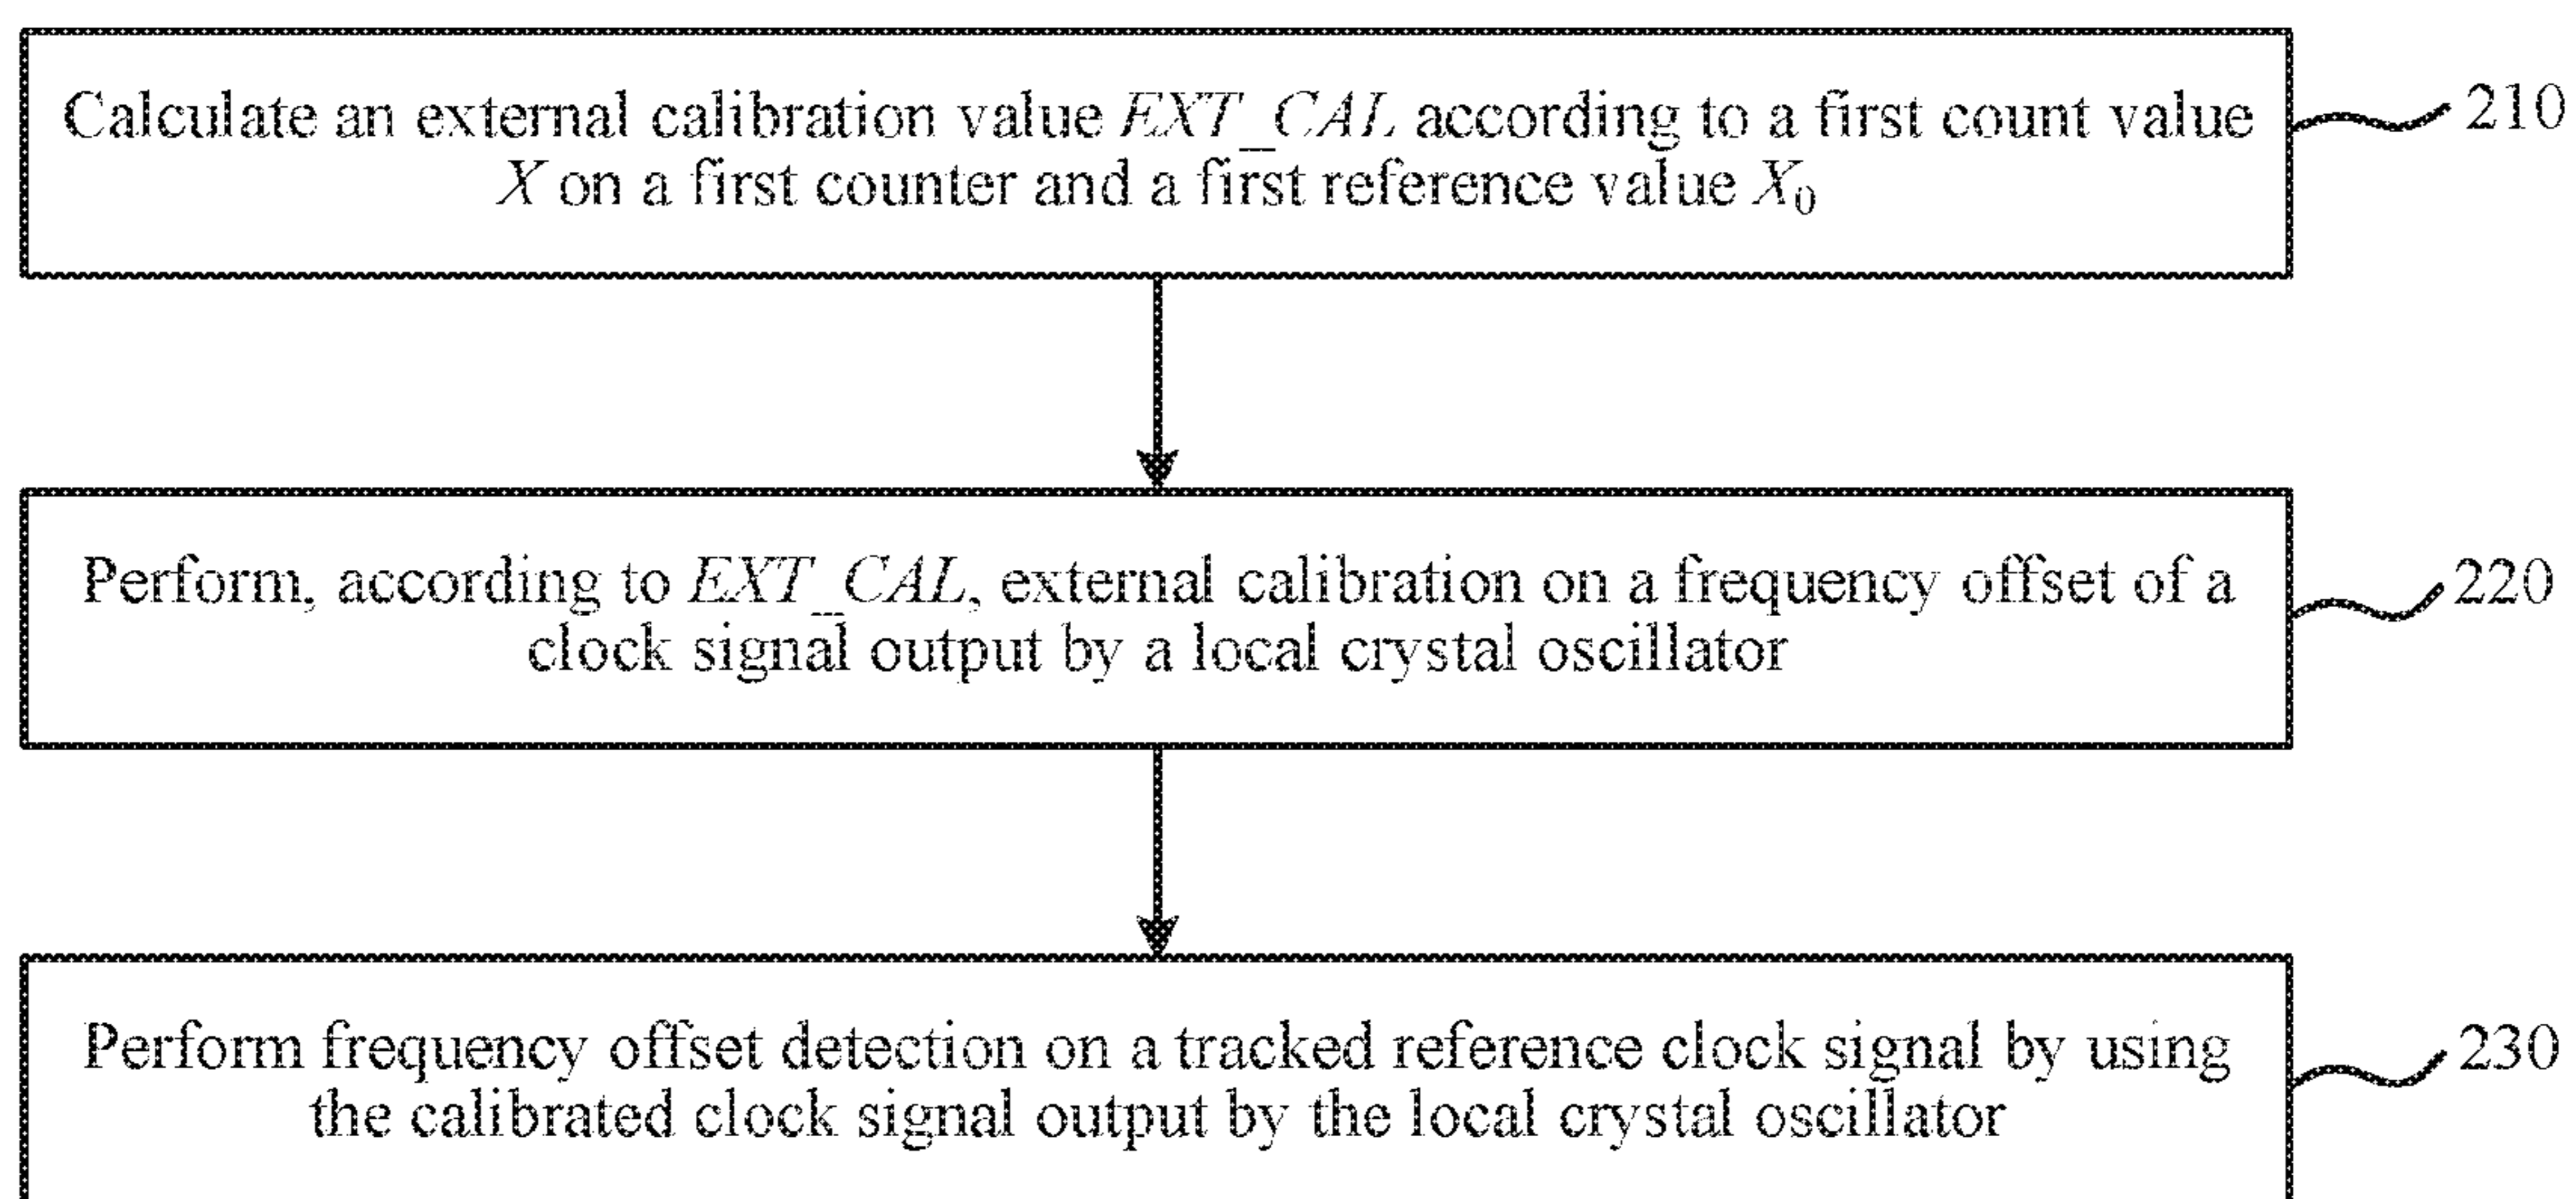 Calculate an external calibration value EXT_CAL according to a first count value
X on a first counter and a first reference value X₀
210
Perform, according to EXT_CAL, external calibration on a frequency offset of a
clock signal output by a local crystal oscillator
220
Perform frequency offset detection on a tracked reference clock signal by using
the calibrated clock signal output by the local crystal oscillator
230